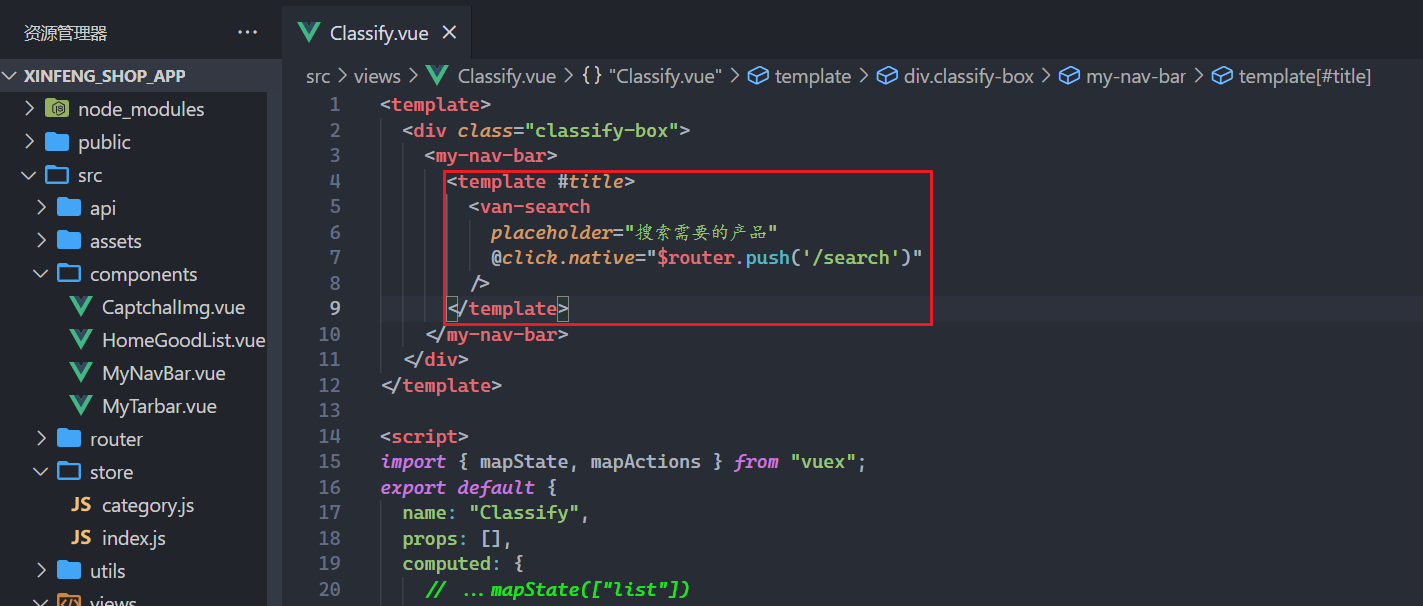 资源管理器 ···
XINFENG_SHOP_APP
node_modules
public
src
api
assets
components
CaptchaIImg.vue
HomeGoodList.vue
MyNavBar.vue
MyTarbar.vue
router
store
JS category.js
JS index.js
utils
views
Classify.vue ×
src > views > Classify.vue > {} "Classify.vue" > template > div.classify-box > my-nav-bar > template[#title]
1 <template>
2 <div class="classify-box">
3 <my-nav-bar>
4 <template #title>
5 <van-search
6 placeholder="搜索需要的产品"
7 @click.native="$router.push('/search')"
8 />
9 </template>
10 </my-nav-bar>
11 </div>
12 </template>
13
14 <script>
15 import { mapState, mapActions } from "vuex";
16 export default {
17 name: "Classify",
18 props: [],
19 computed: {
20 // ...mapState(["list"])